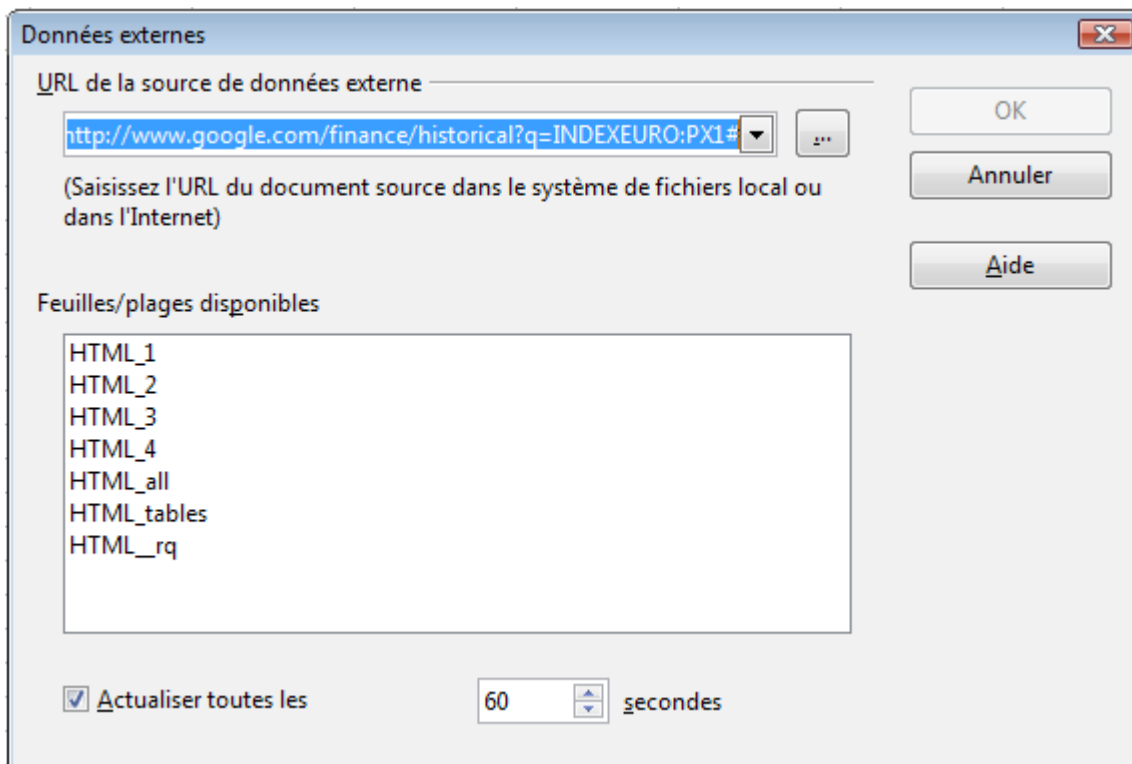 Données externes
URL de la source de données externe
http://www.google.com/finance/historical?q=INDEXEURO:PX1#
...
OK
(Saisissez l'URL du document source dans le système de fichiers local ou
dans l'Internet)
Annuler
Aide
Feuilles/plages disponibles
HTML_1
HTML_2
HTML_3
HTML_4
HTML_all
HTML_tables
HTML__rq
Actualiser toutes les 60 secondes